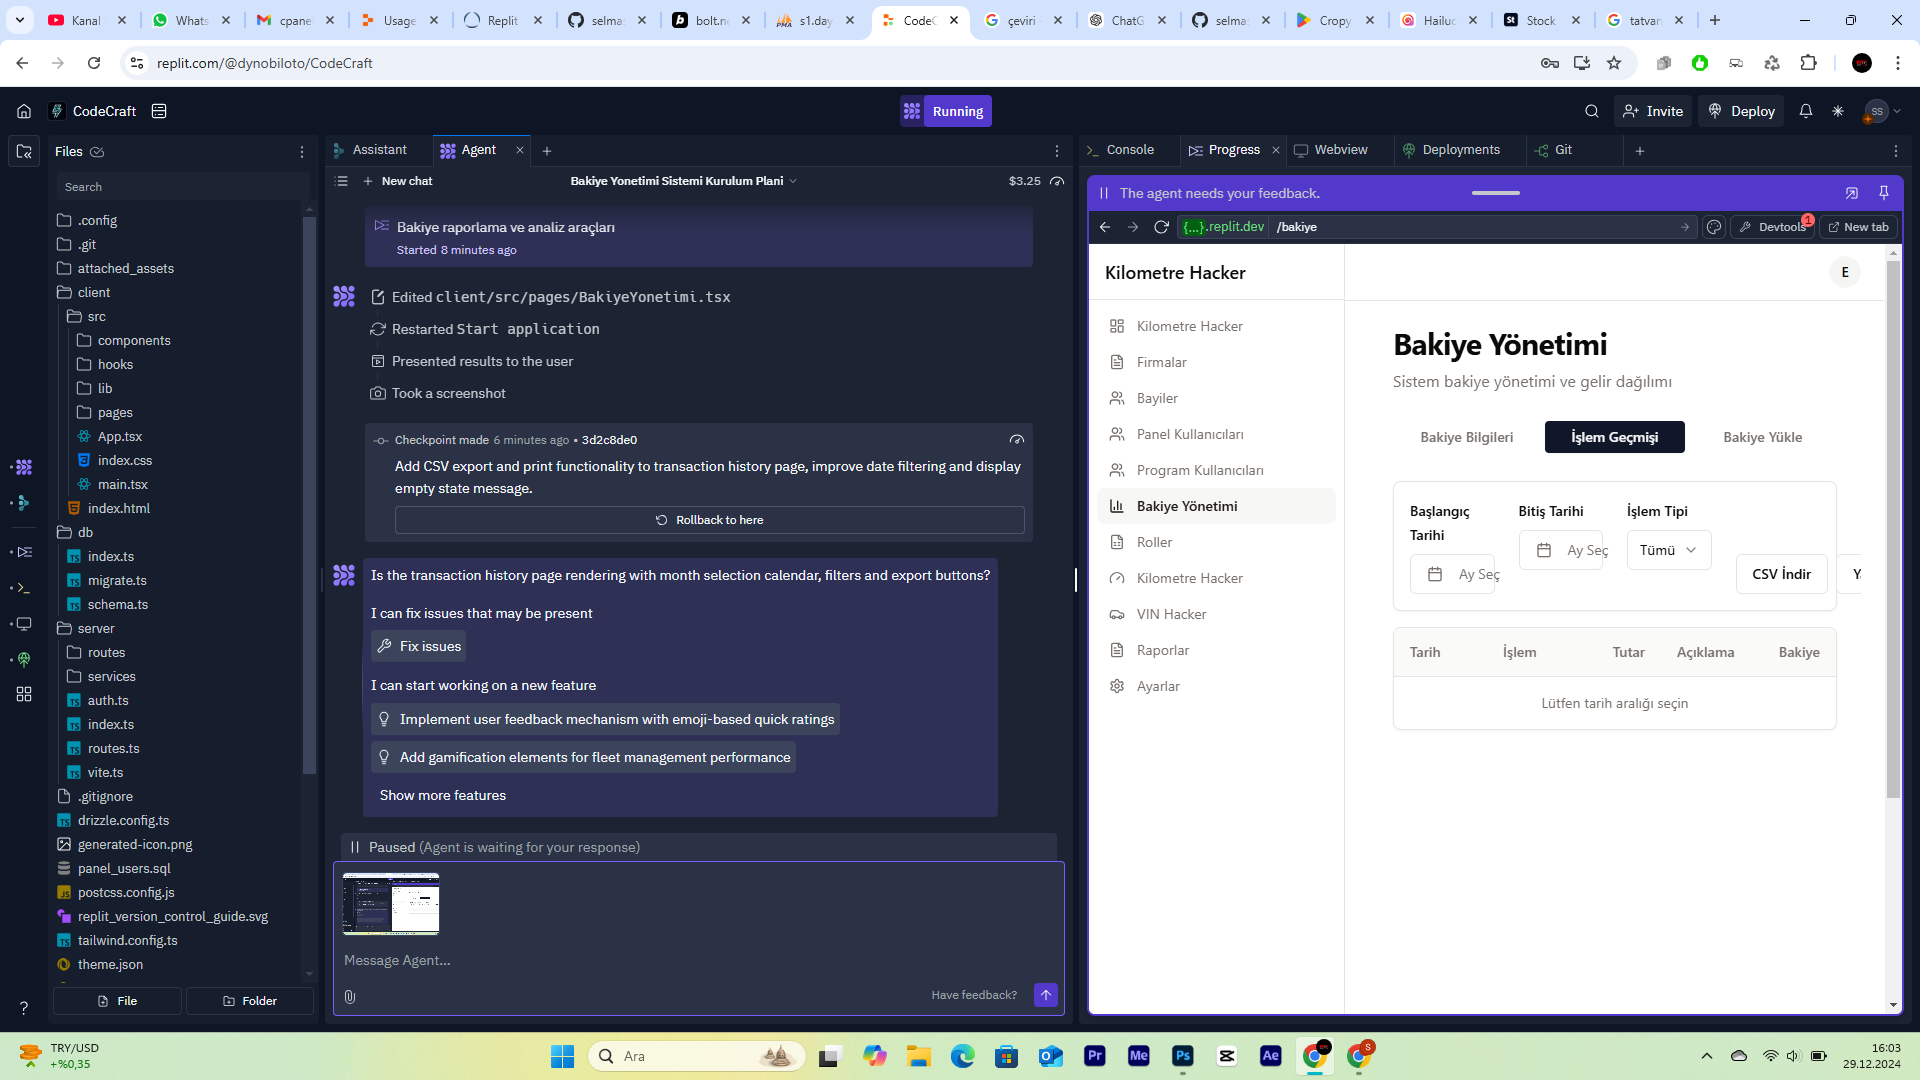 Kanal
Whats
cpanel
Usage
Replit
selmas
bolt.ne
s1.day
CodeC
çeviri -
ChatG
selmas
Cropy
Hailuo
Stock
tatvan
replit.com/@dynobiloto/CodeCraft
CodeCraft
Running
Invite
Deploy
SS
Files
Search
.config
.git
attached_assets
client
src
components
hooks
lib
pages
App.tsx
index.css
main.tsx
index.html
db
index.ts
migrate.ts
schema.ts
server
routes
services
auth.ts
index.ts
routes.ts
vite.ts
.gitignore
drizzle.config.ts
generated-icon.png
panel_users.sql
postcss.config.js
replit_version_control_guide.svg
tailwind.config.ts
theme.json
File
Folder
Assistant
Agent
New chat
Bakiye Yonetimi Sistemi Kurulum Plani
$3.25
Bakiye raporlama ve analiz araçları
Started 8 minutes ago
Edited client/src/pages/BakiyeYonetimi.tsx
Restarted Start application
Presented results to the user
Took a screenshot
Checkpoint made 6 minutes ago • 3d2c8de0
Add CSV export and print functionality to transaction history page, improve date filtering and display
empty state message.
Rollback to here
Is the transaction history page rendering with month selection calendar, filters and export buttons?
I can fix issues that may be present
Fix issues
I can start working on a new feature
Implement user feedback mechanism with emoji-based quick ratings
Add gamification elements for fleet management performance
Show more features
Paused (Agent is waiting for your response)
Message Agent...
Have feedback?
Console
Progress
Webview
Deployments
Git
The agent needs your feedback.
{...}.replit.dev /bakiye
Devtools
1
New tab
Kilometre Hacker
E
Kilometre Hacker
Firmalar
Bayiler
Panel Kullanıcıları
Program Kullanıcıları
Bakiye Yönetimi
Roller
Kilometre Hacker
VIN Hacker
Raporlar
Ayarlar
Bakiye Yönetimi
Sistem bakiye yönetimi ve gelir dağılımı
Bakiye Bilgileri
İşlem Geçmişi
Bakiye Yükle
Başlangıç
Tarihi
Ay Seç
Bitiş Tarihi
Ay Seç
İşlem Tipi
Tümü
CSV İndir
Y
Tarih
İşlem
Tutar
Açıklama
Bakiye
Lütfen tarih aralığı seçin
TRY/USD
+%0,35
Ara
16:03
29.12.2024